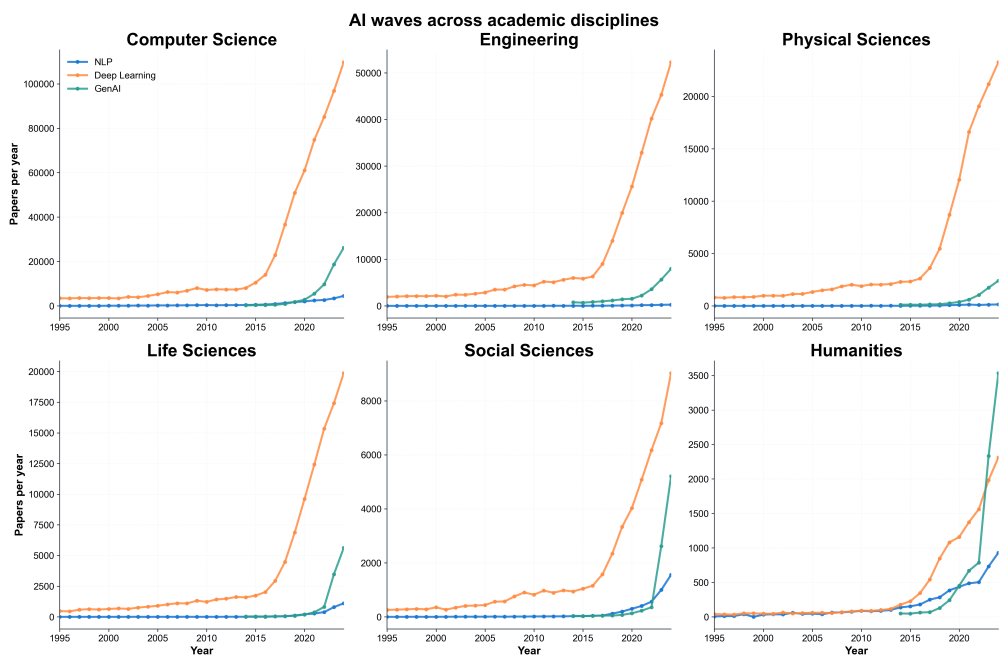 AI waves across academic disciplines
Computer Science
Engineering
Physical Sciences
NLP
Deep Learning
GenAI
Papers per year
100000
80000
60000
40000
20000
0
1995 2000 2005 2010 2015 2020
Year
50000
40000
30000
20000
10000
0
1995 2000 2005 2010 2015 2020
20000
15000
10000
5000
0
1995 2000 2005 2010 2015 2020
Life Sciences
Social Sciences
Humanities
Papers per year
20000
17500
15000
12500
10000
7500
5000
2500
0
1995 2000 2005 2010 2015 2020
Year
8000
6000
4000
2000
1995 2000 2005 2010 2015 2020
Year
3500
3000
2500
2000
1500
1000
500
0
1995 2000 2005 2010 2015 2020
Year